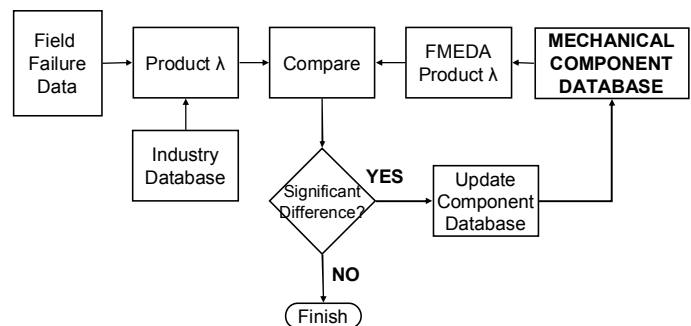 Field
Failure
Data
Product λ
Compare
FMEDA
Product λ
MECHANICAL
COMPONENT
DATABASE
Industry
Database
Significant
Difference?
YES
Update
Component
Database
NO
Finish